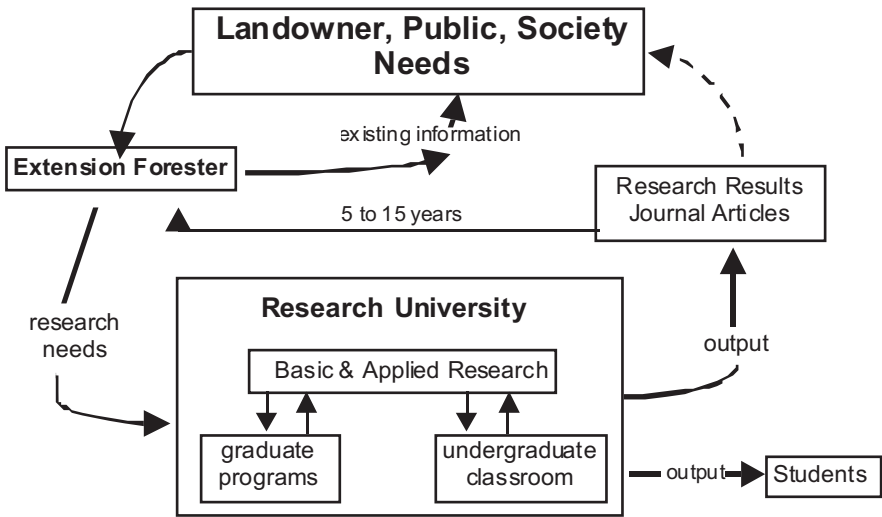 Landowner, Public, Society
Needs
existing information
Extension Forester
Research Results
Journal Articles
5 to 15 years
Research University
research
needs
output
Basic & Applied Research
graduate
programs
undergraduate
classroom
output
Students